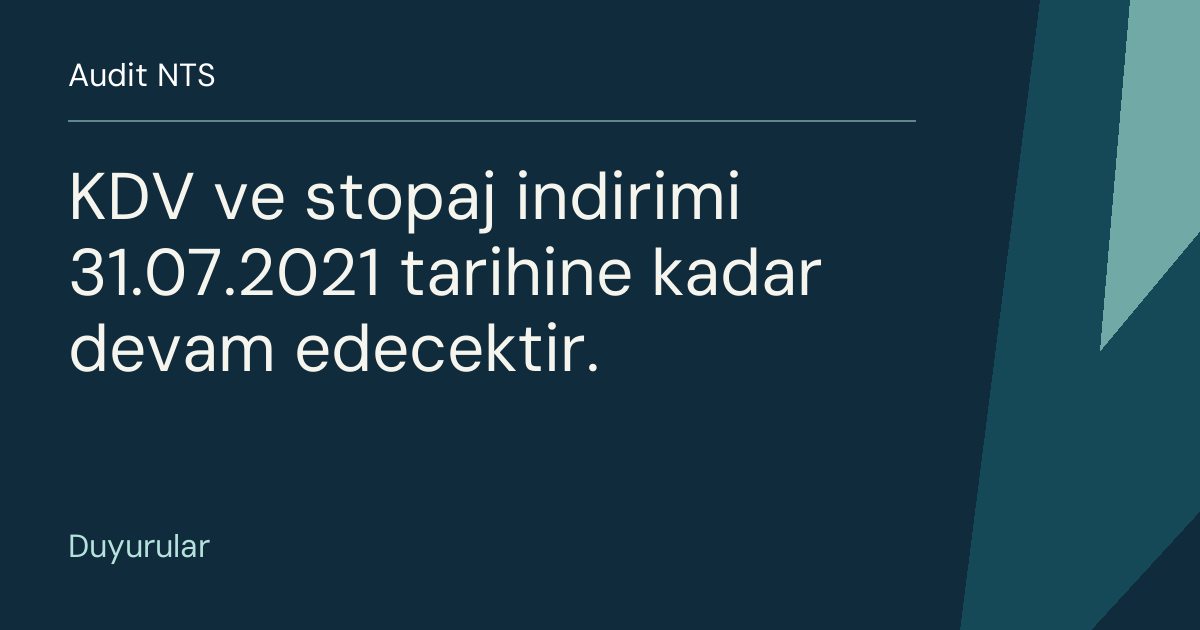 Audit NTS
KDV ve stopaj indirimi
31.07.2021 tarihine kadar
devam edecektir.
Duyurular